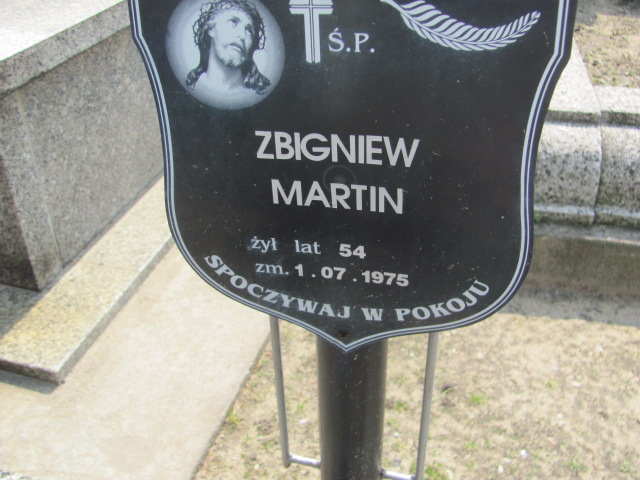 Ś.P.
ZBIGNIEW
MARTIN
żył lat 54
zm. 1.07.1975
SPOCZYWAJ W POKOJU